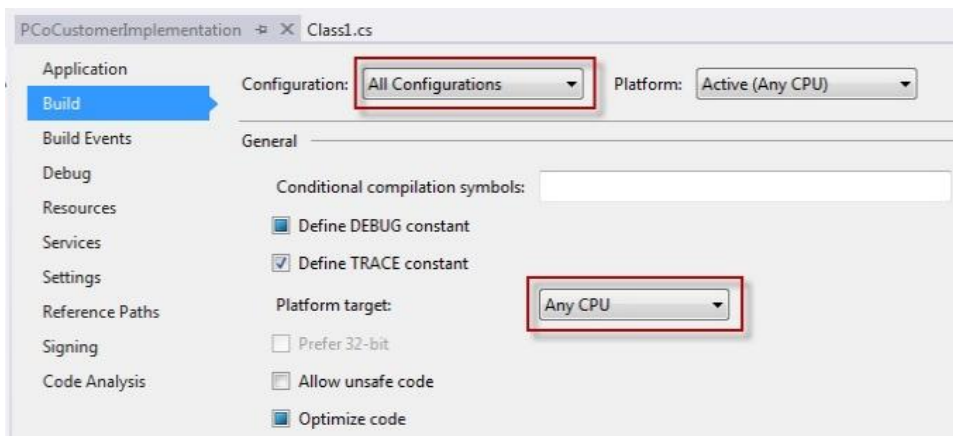 PCoCustomerImplementation
Class1.cs
Application
Build
Build Events
Debug
Resources
Services
Settings
Reference Paths
Signing
Code Analysis
Configuration: All Configurations Platform: Active (Any CPU)
General
Conditional compilation symbols:
Define DEBUG constant
Define TRACE constant
Platform target: Any CPU
Prefer 32-bit
Allow unsafe code
Optimize code